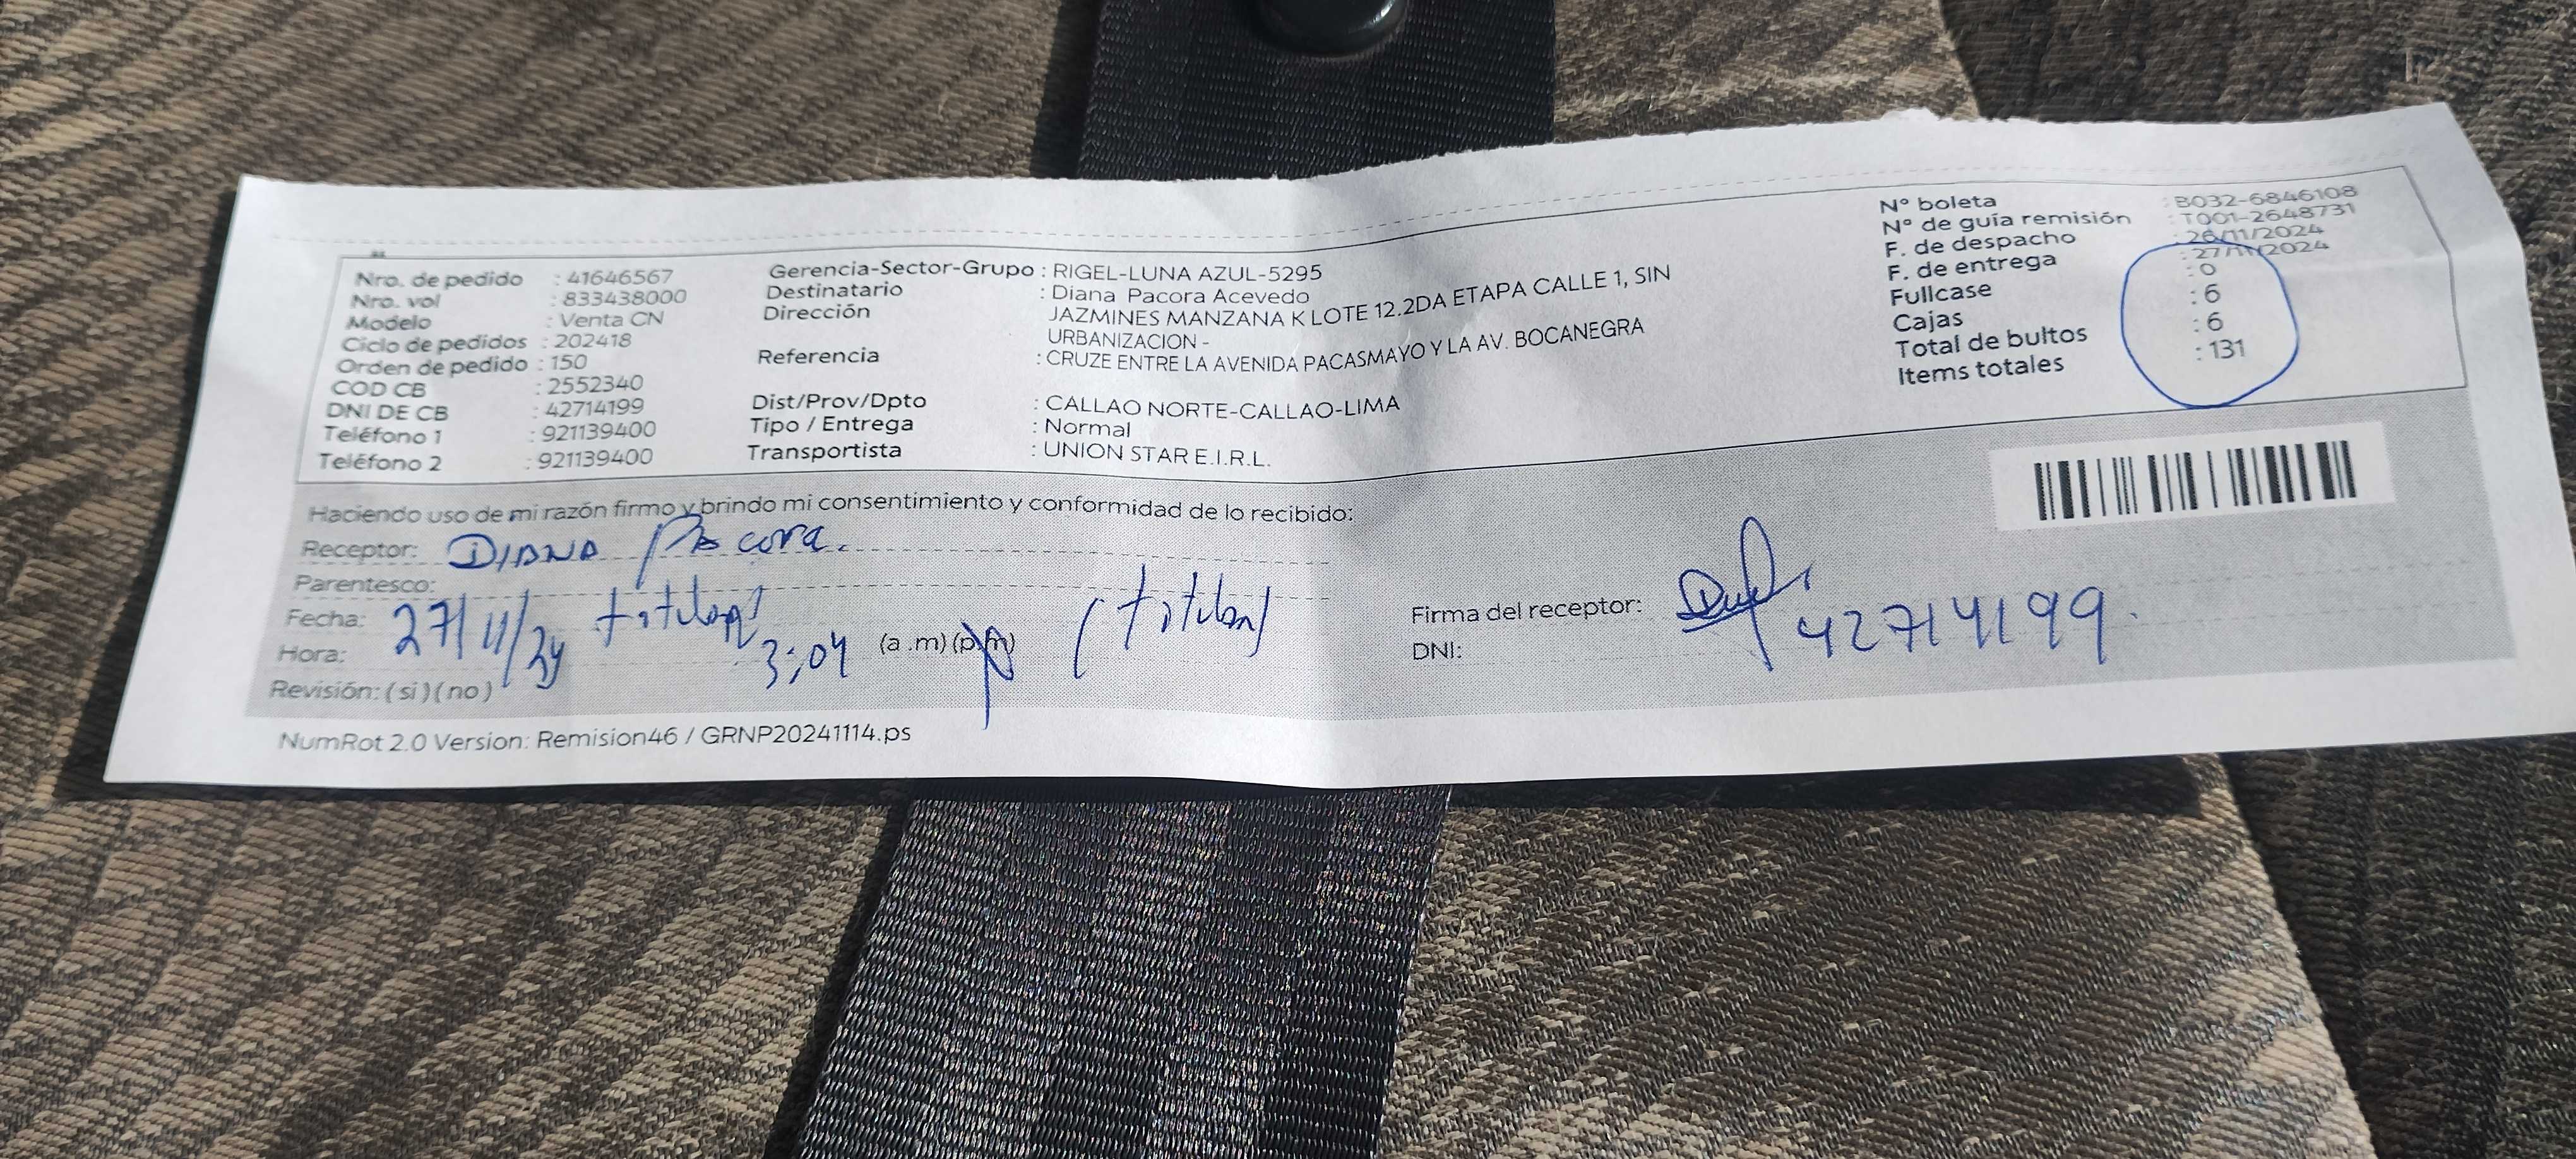 Nro. de pedido : 41646567
Nro. vol : 833438000
Modelo : Venta CN
Ciclo de pedidos : 202418
Orden de pedido : 150
COD CB : 2552340
DNI DE CB : 42714199
Teléfono 1 : 921139400
Teléfono 2 : 921139400
Gerencia-Sector-Grupo : RIGEL-LUNA AZUL-5295
Destinatario : Diana Pacora Acevedo
Dirección JAZMINES MANZANA K LOTE 12.2DA ETAPA CALLE 1, SIN
URBANIZACION -
Referencia : CRUZE ENTRE LA AVENIDA PACASMAYO Y LA AV. BOCANEGRA
Dist/Prov/Dpto : CALLAO NORTE-CALLAO-LIMA
Tipo / Entrega : Normal
Transportista : UNION STAR E.I.R.L.
N° boleta : B032-6846108
N° de guía remisión : T001-2648731
F. de despacho : 26/11/2024
F. de entrega : 27/11/2024
Fullcase : 0
Cajas : 6
Total de bultos : 6
Items totales : 131
Haciendo uso de mi razón firmo y brindo mi consentimiento y conformidad de lo recibido:
Receptor: DIANA Pacora.
Parentesco: titular
Fecha: 27/11/24
Hora: 3:04 (a .m) (p.m) (titular)
Revisión: ( si ) ( no )
Firma del receptor:
DNI: 42714199.
NumRot 2.0 Version: Remision46 / GRNP20241114.ps